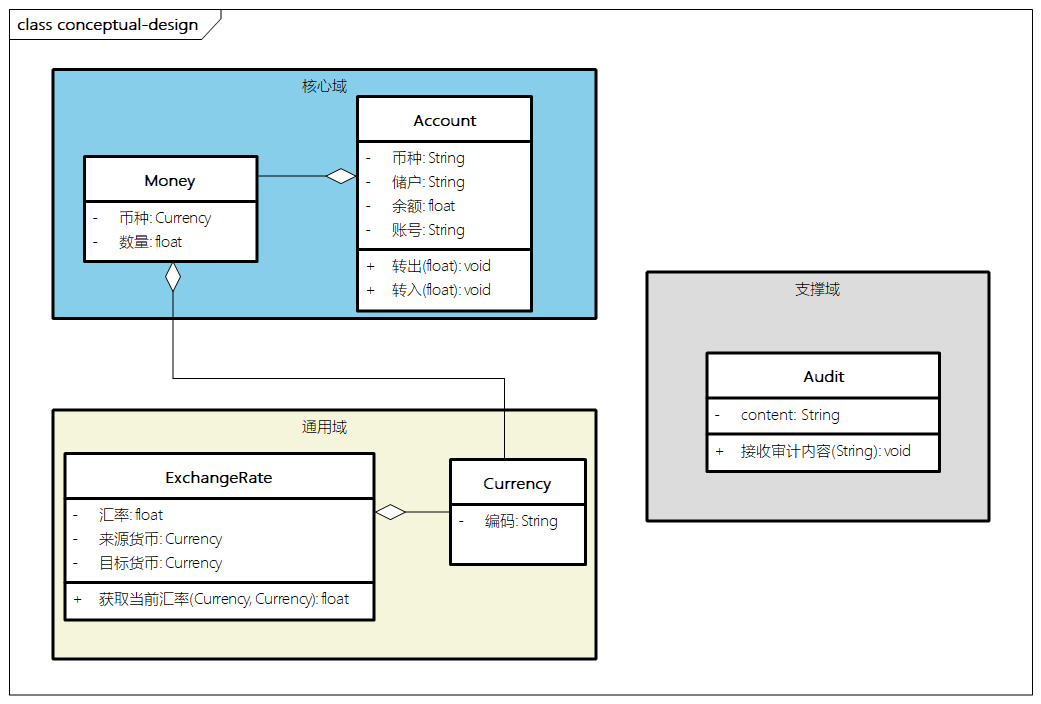 class conceptual-design
核心域
Account
- 币种: String
- 储户: String
- 余额: float
- 账号: String
+ 转出(float): void
+ 转入(float): void
Money
- 币种: Currency
- 数量: float
支撑域
Audit
- content: String
+ 接收审计内容(String): void
通用域
ExchangeRate
- 汇率: float
- 来源货币: Currency
- 目标货币: Currency
+ 获取当前汇率(Currency, Currency): float
Currency
- 编码: String